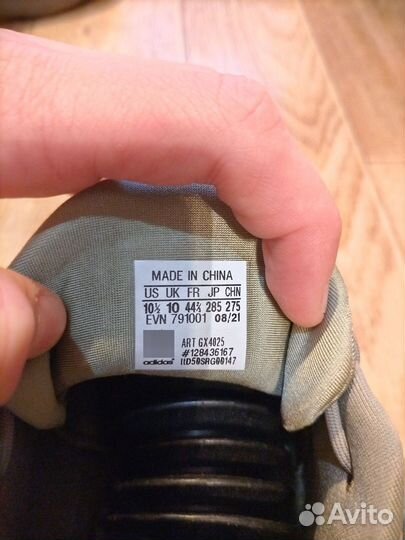 MADE IN CHINA
US UK FR JP CHN
10½ 10 44⅔ 285 275
EVN 791001 08/21
ART GX4025
#128436167
adidas
Avito